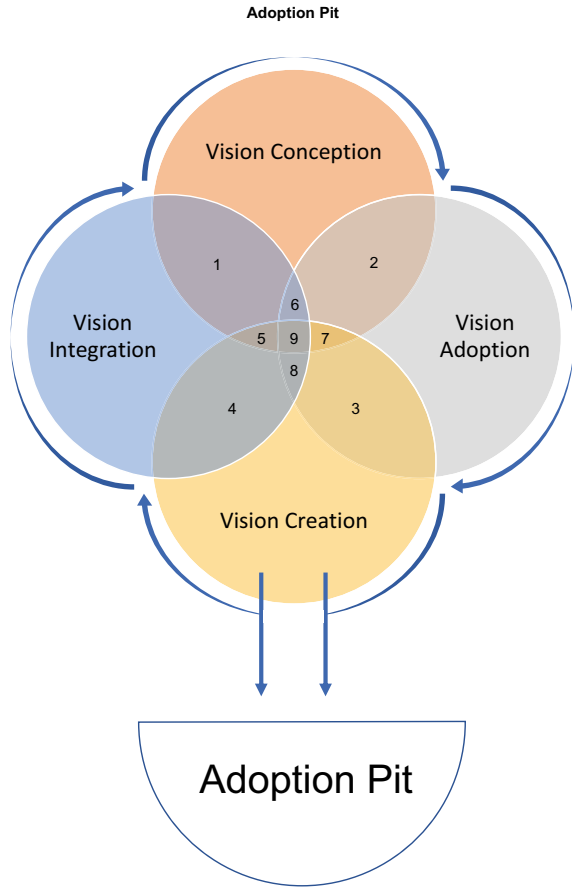 Adoption Pit
Vision Conception
1
2
6
Vision
Integration
5
9
7
Vision
Adoption
8
4
3
Vision Creation
Adoption Pit